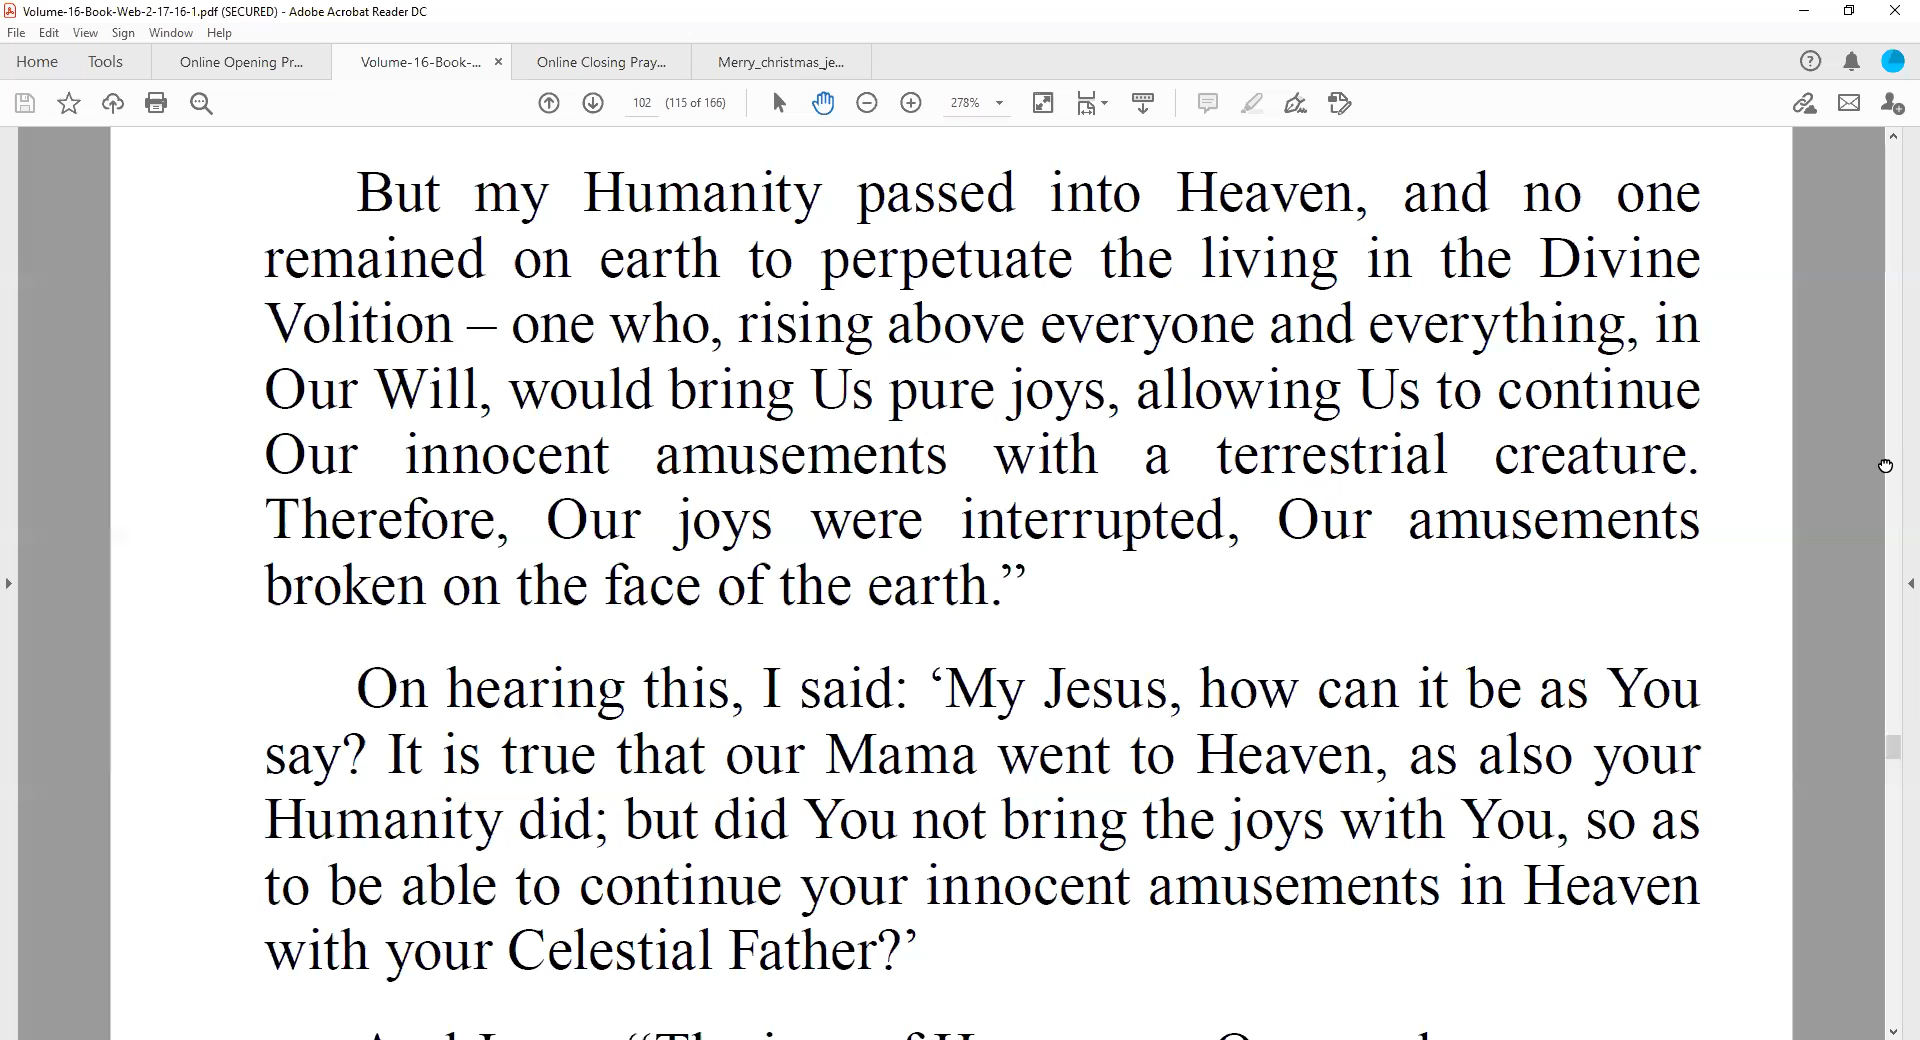 Volume-16-Book-Web-2-17-16-1.pdf (SECURED) - Adobe Acrobat Reader DC
File Edit View Sign Window Help
Home Tools Online Opening Pr... Volume-16-Book-... × Online Closing Pray... Merry_christmas_je...
102 (115 of 166) 278%
But my Humanity passed into Heaven, and no one
remained on earth to perpetuate the living in the Divine
Volition – one who, rising above everyone and everything, in
Our Will, would bring Us pure joys, allowing Us to continue
Our innocent amusements with a terrestrial creature.
Therefore, Our joys were interrupted, Our amusements
broken on the face of the earth.”
On hearing this, I said: ‘My Jesus, how can it be as You
say? It is true that our Mama went to Heaven, as also your
Humanity did; but did You not bring the joys with You, so as
to be able to continue your innocent amusements in Heaven
with your Celestial Father?’